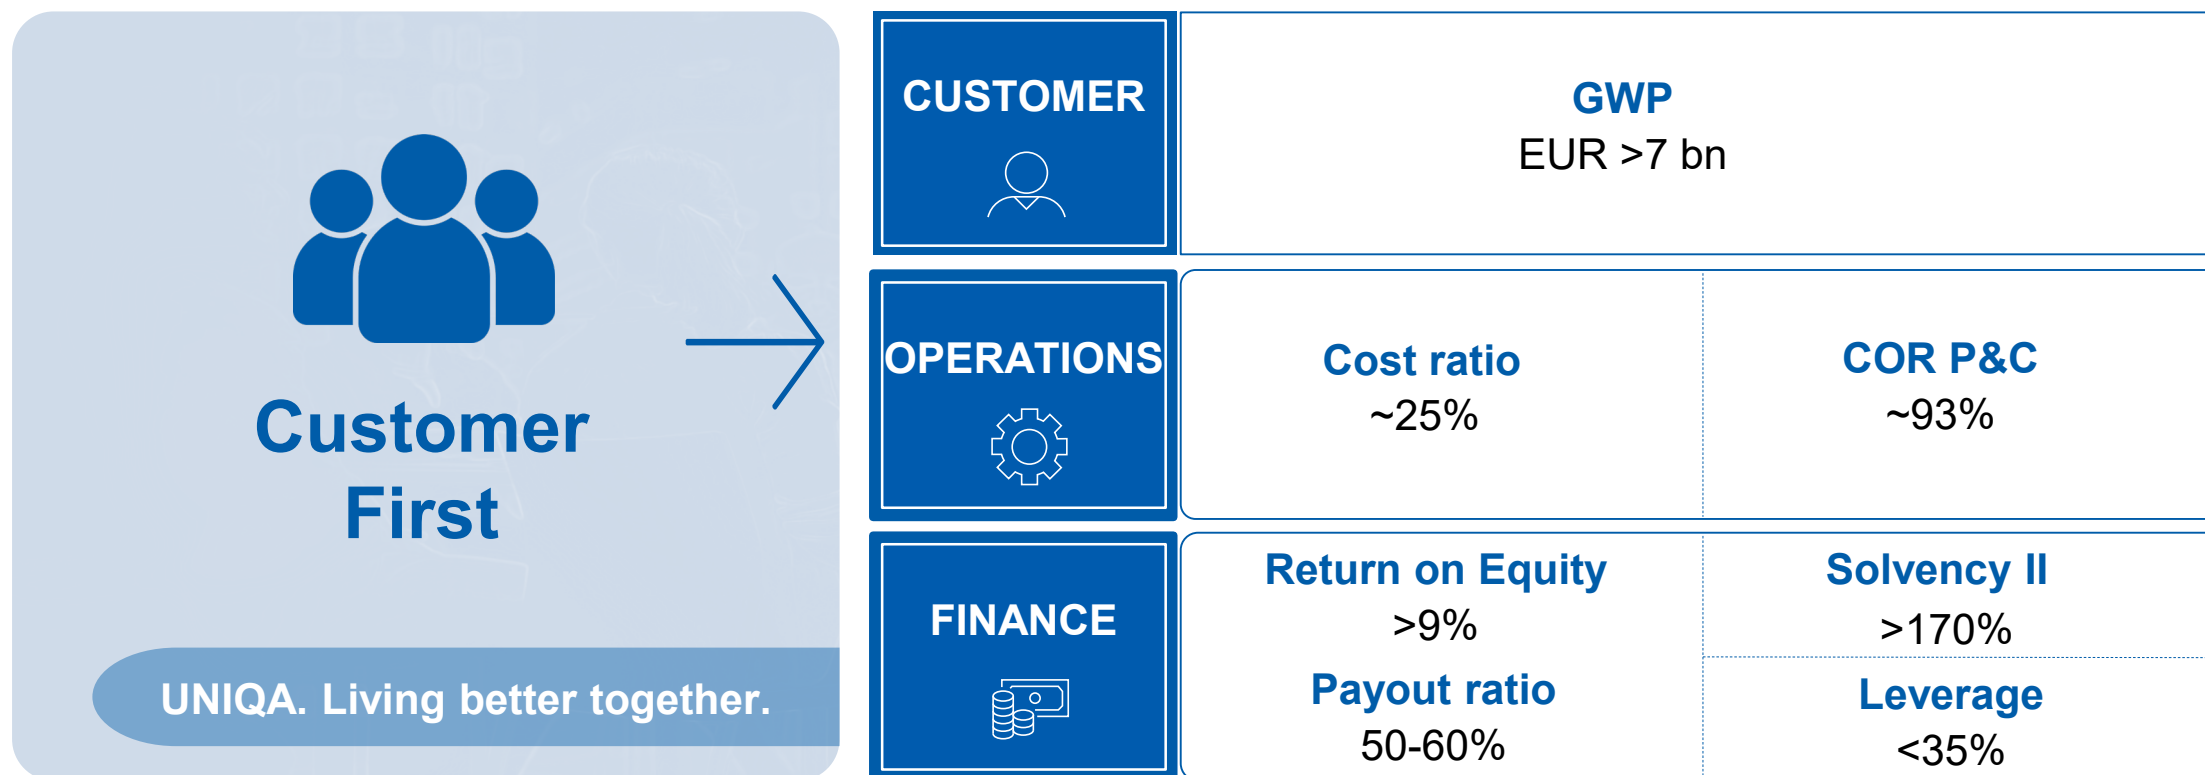 Customer
First
UNIQA. Living better together.
CUSTOMER
GWP
EUR >7 bn
OPERATIONS
Cost ratio
~25%
COR P&C
~93%
FINANCE
Return on Equity
>9%
Solvency II
>170%
Payout ratio
50-60%
Leverage
<35%